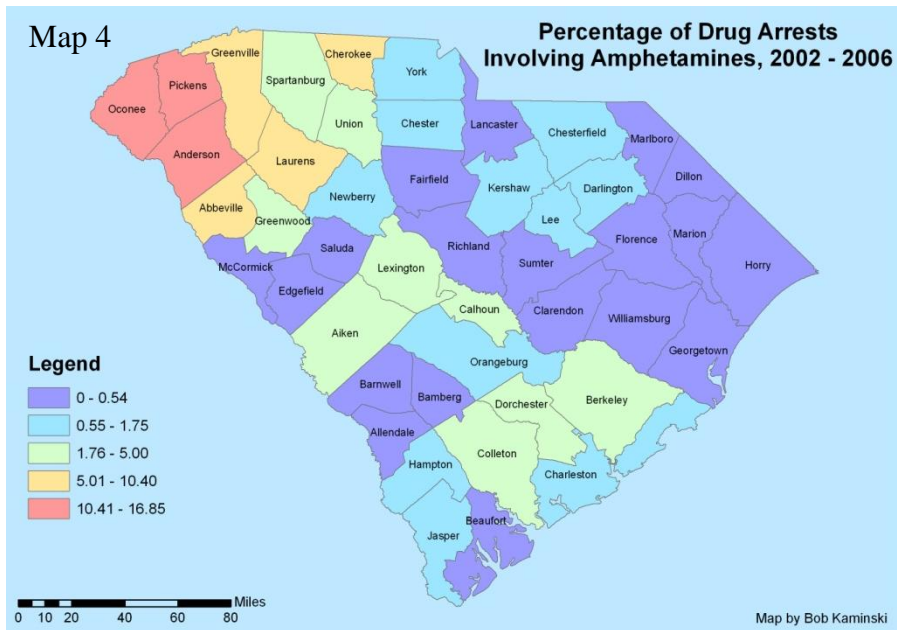 Map 4
Percentage of Drug Arrests
Involving Amphetamines, 2002 - 2006
Greenville
Cherokee
York
Pickens
Spartanburg
Oconee
Union
Chester
Lancaster
Chesterfield
Marlboro
Anderson
Laurens
Dillon
Fairfield
Kershaw
Darlington
Newberry
Abbeville
Greenwood
Lee
Marion
Saluda
Richland
Florence
McCormick
Lexington
Sumter
Horry
Edgefield
Calhoun
Clarendon
Williamsburg
Aiken
Georgetown
Orangeburg
Barnwell
Bamberg
Dorchester
Berkeley
Allendale
Colleton
Hampton
Charleston
Beaufort
Jasper
Legend
0 - 0.54
0.55 - 1.75
1.76 - 5.00
5.01 - 10.40
10.41 - 16.85
Miles
0 10 20 40 60 80
Map by Bob Kaminski